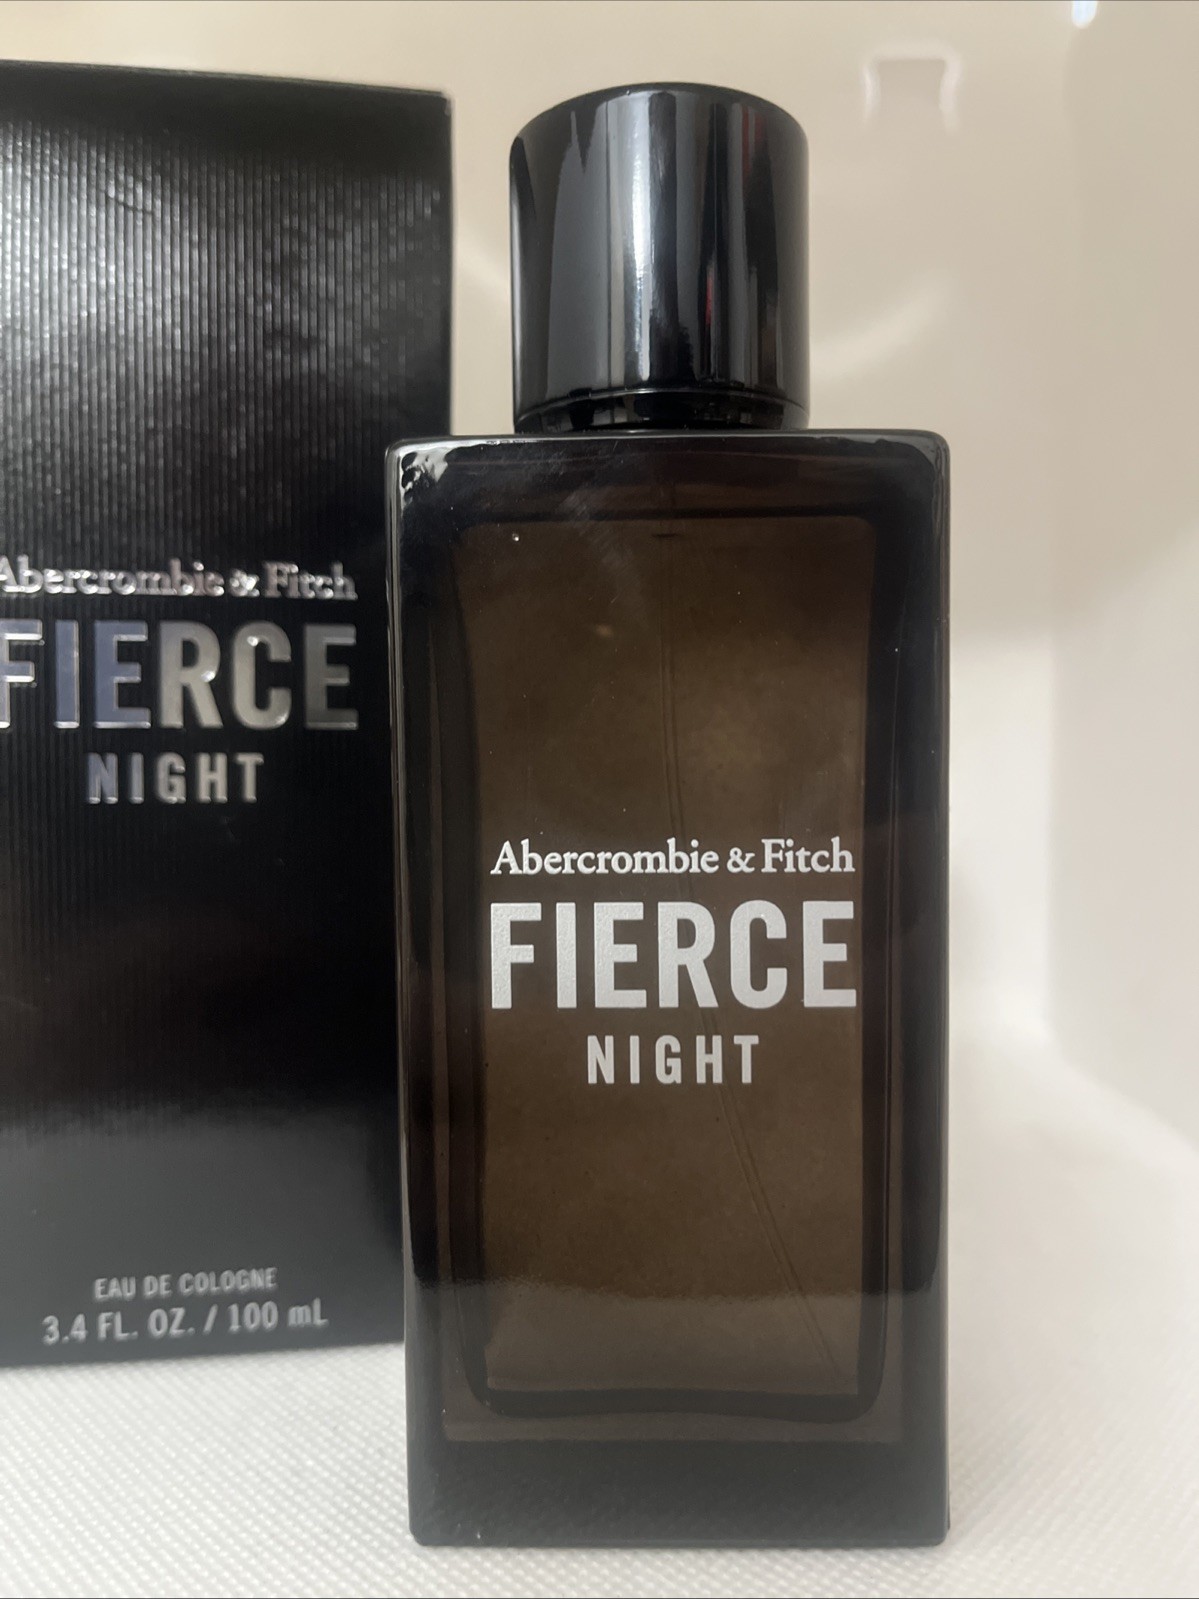 Abercrombie & Fitch
FIERCE
NIGHT
EAU DE COLOGNE
3.4 FL. OZ. / 100 mL
Abercrombie & Fitch
FIERCE
NIGHT